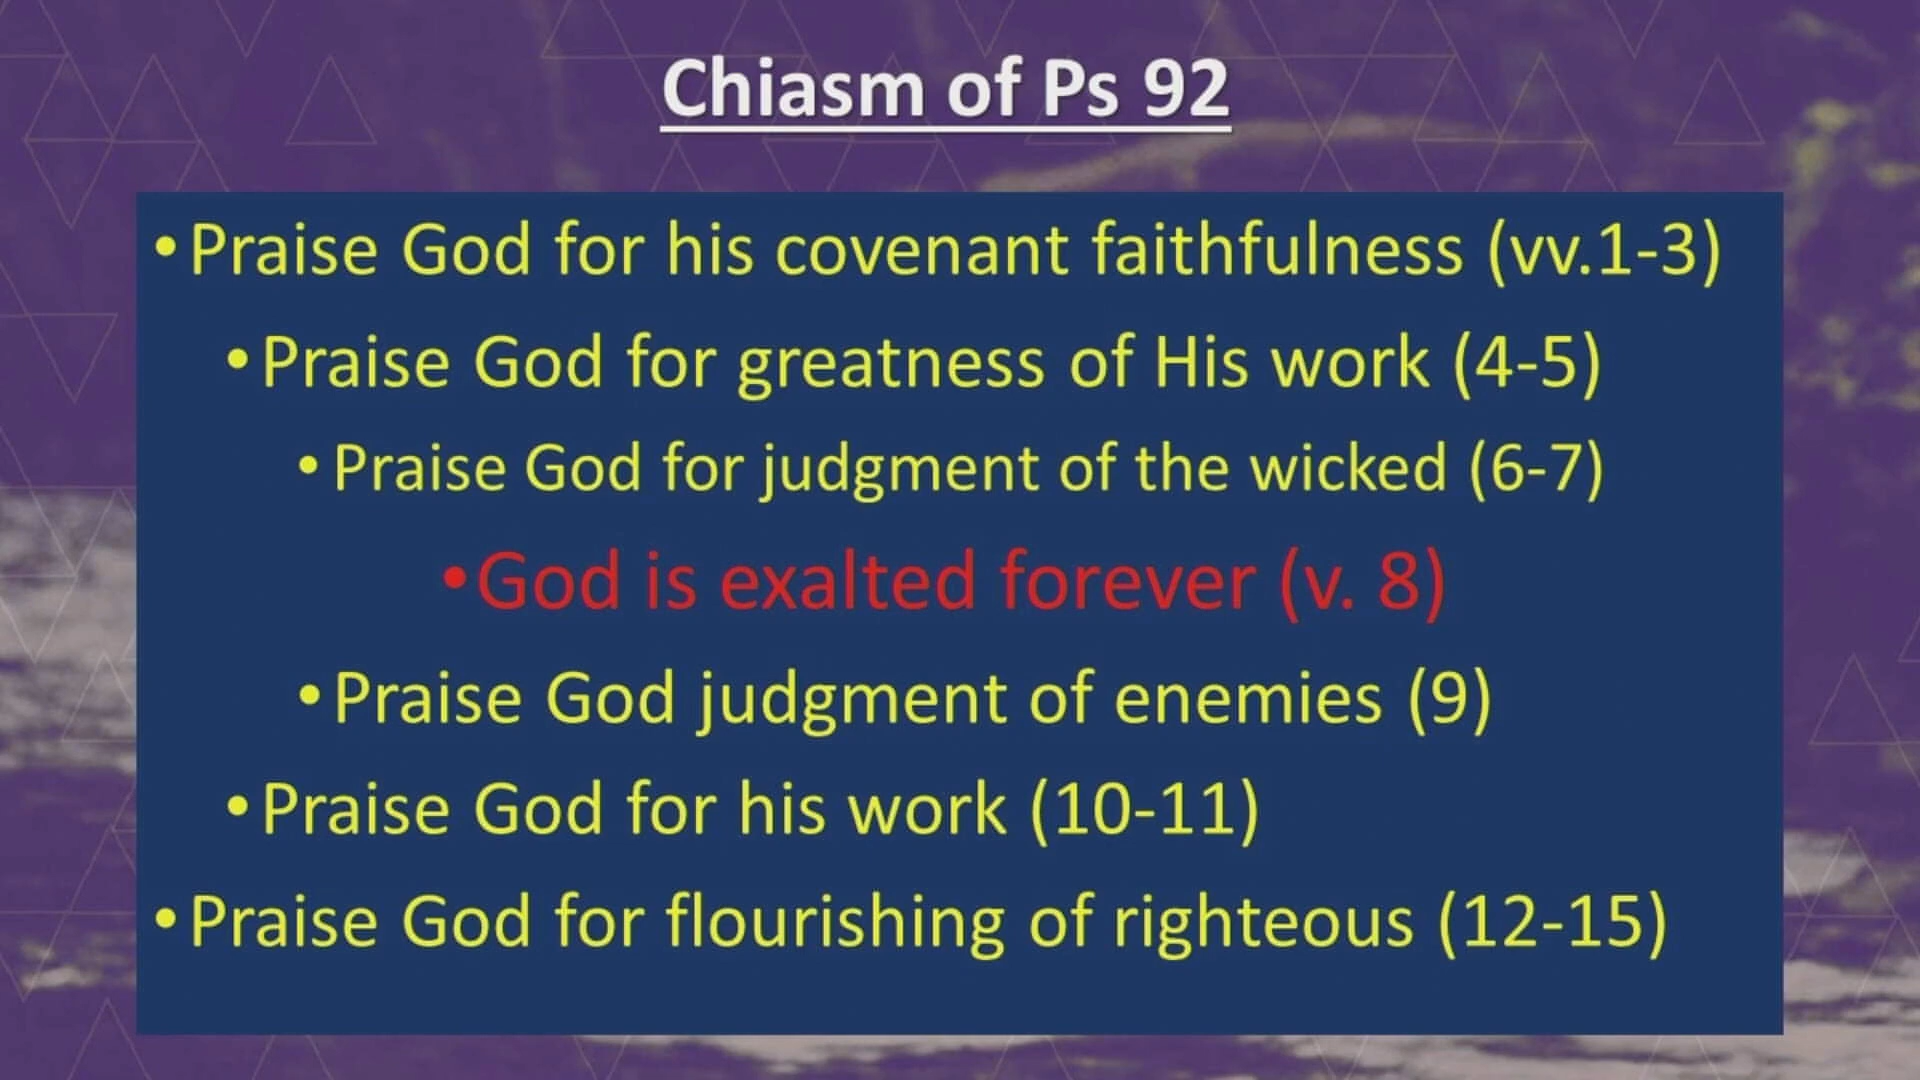 Chiasm of Ps 92
•Praise God for his covenant faithfulness (vv.1-3)
•Praise God for greatness of His work (4-5)
•Praise God for judgment of the wicked (6-7)
•God is exalted forever (v. 8)
•Praise God judgment of enemies (9)
•Praise God for his work (10-11)
•Praise God for flourishing of righteous (12-15)